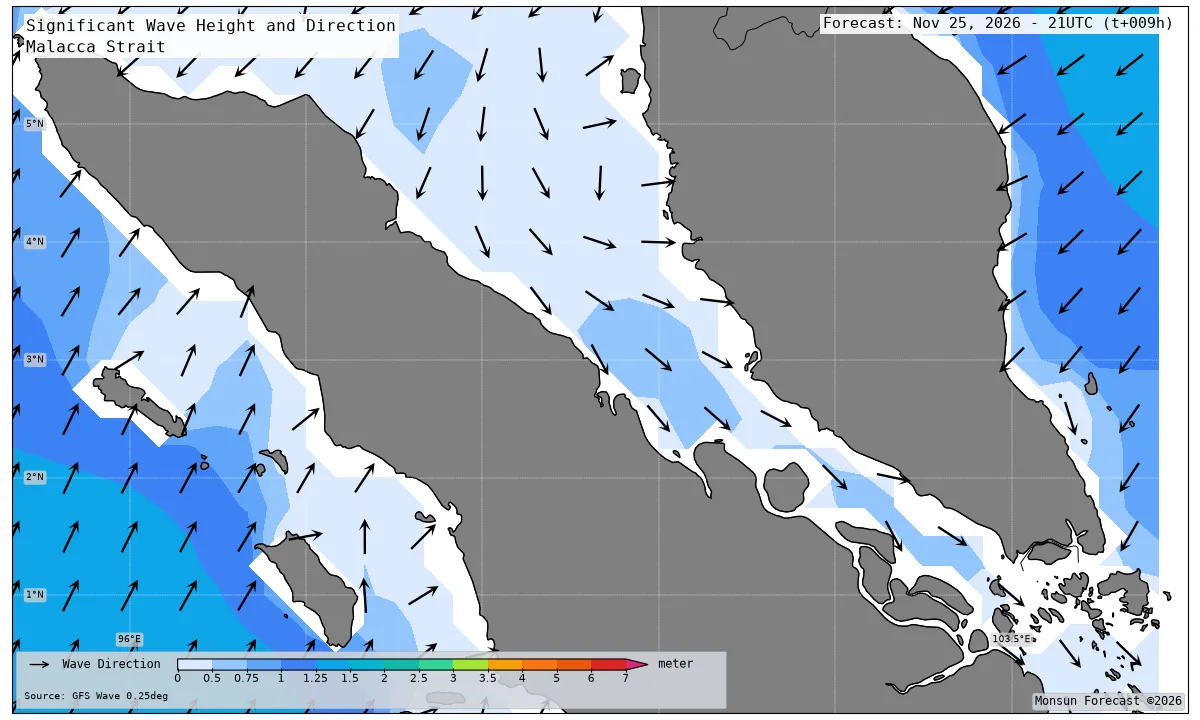 Significant Wave Height and Direction
Malacca Strait
Forecast: Nov 25, 2026 - 21UTC (t+009h)
5°N
4°N
3°N
2°N
1°N
96°E
103.5°E
Wave Direction
meter
0 0.5 0.75 1 1.25 1.5 2 2.5 3 3.5 4 5 6 7
Source: GFS Wave 0.25deg
Monsun Forecast ©2026